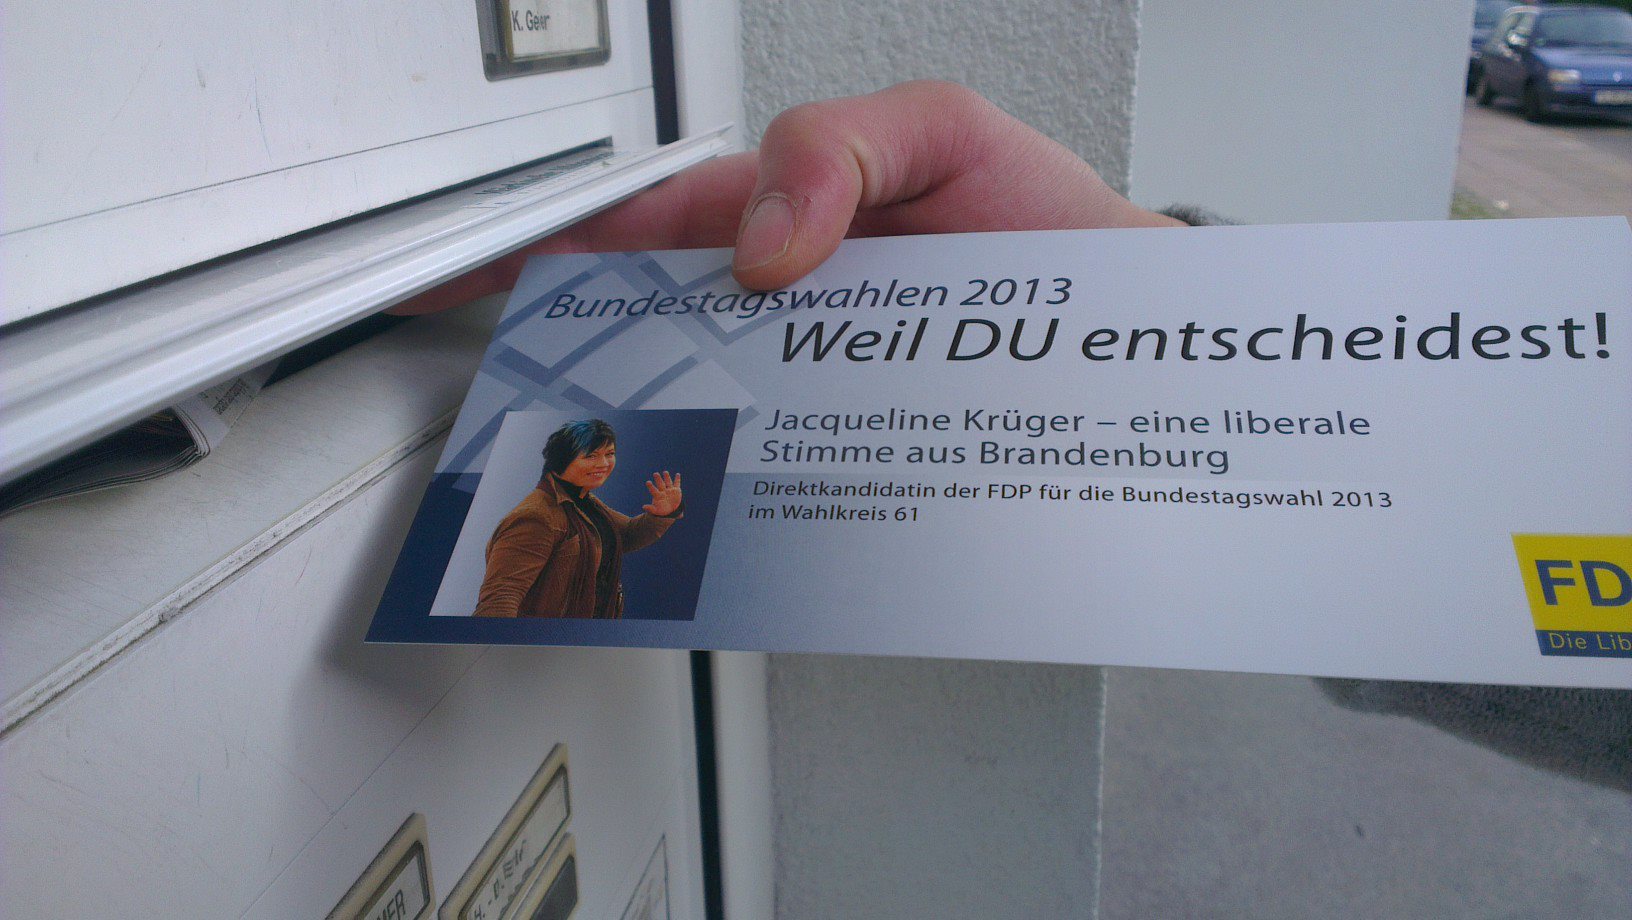 K. Geier
Bundestagswahlen 2013
Weil DU entscheidest!
Jacqueline Krüger – eine liberale
Stimme aus Brandenburg
Direktkandidatin der FDP für die Bundestagswahl 2013
im Wahlkreis 61
FD
Die Lib